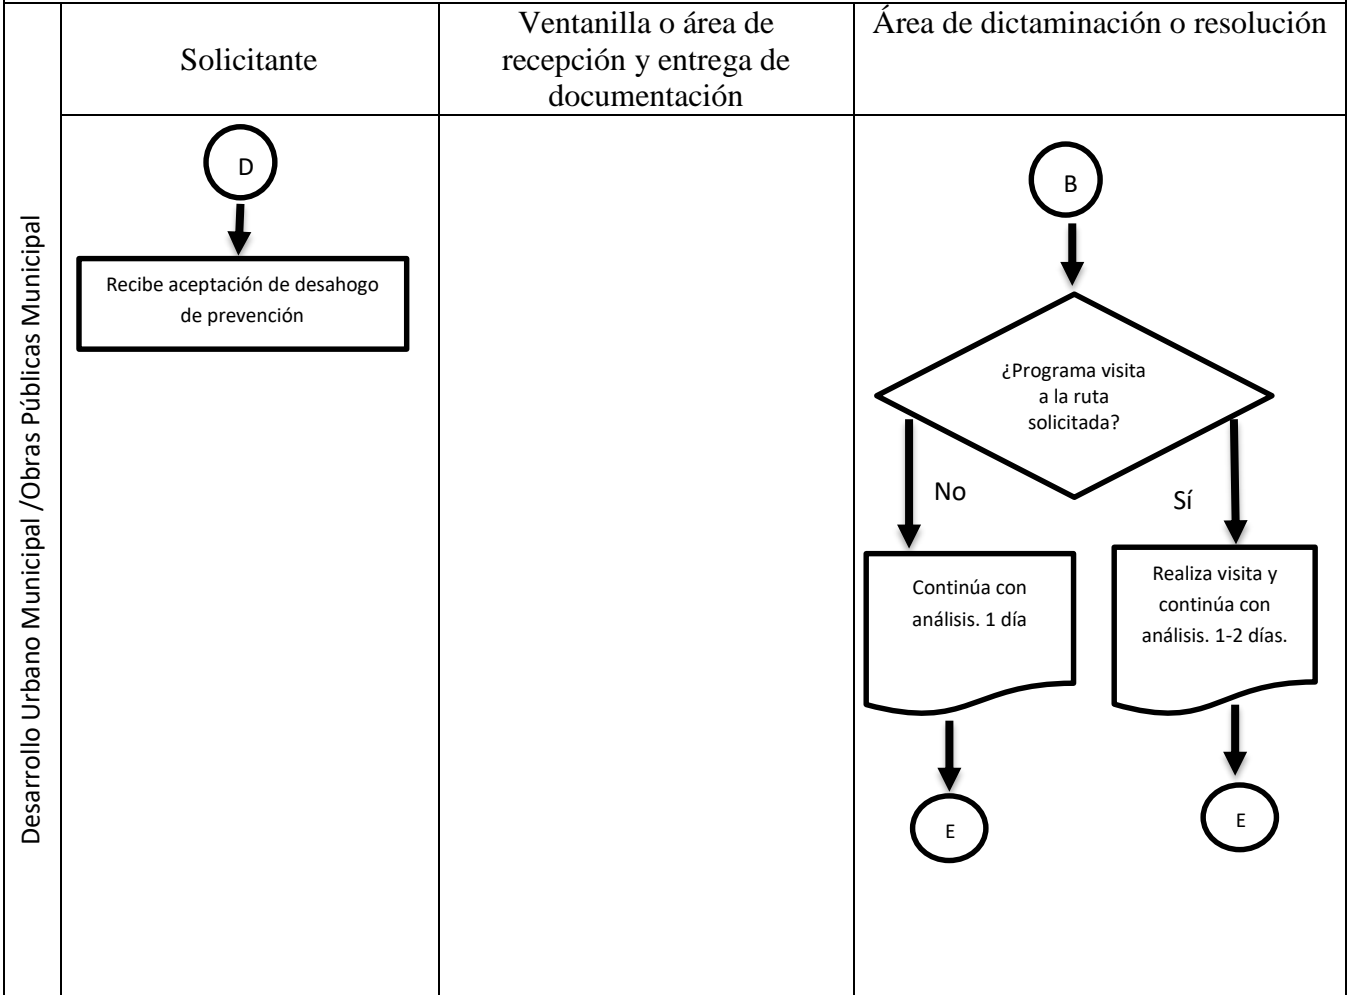 Solicitante
Ventanilla o área de
recepción y entrega de
documentación
Área de dictaminación o resolución
Desarrollo Urbano Municipal /Obras Públicas Municipal
D
Recibe aceptación de desahogo
de prevención
B
¿Programa visita
a la ruta
solicitada?
No
Sí
Continúa con
análisis. 1 día
Realiza visita y
continúa con
análisis. 1-2 días.
E
E